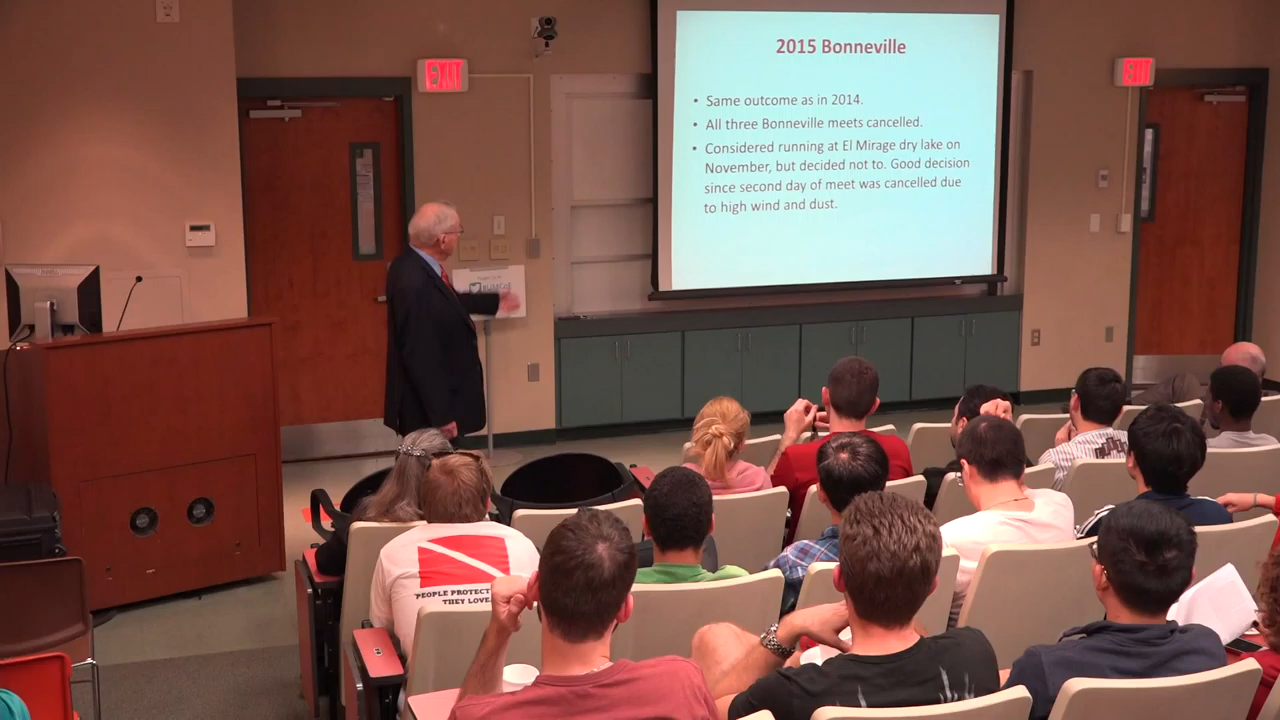 2015 Bonneville
• Same outcome as in 2014.
• All three Bonneville meets cancelled.
• Considered running at El Mirage dry lake on
November, but decided not to. Good decision
since second day of meet was cancelled due
to high wind and dust.
EXIT
EXIT
PEOPLE PROTECT
THEY LOVE